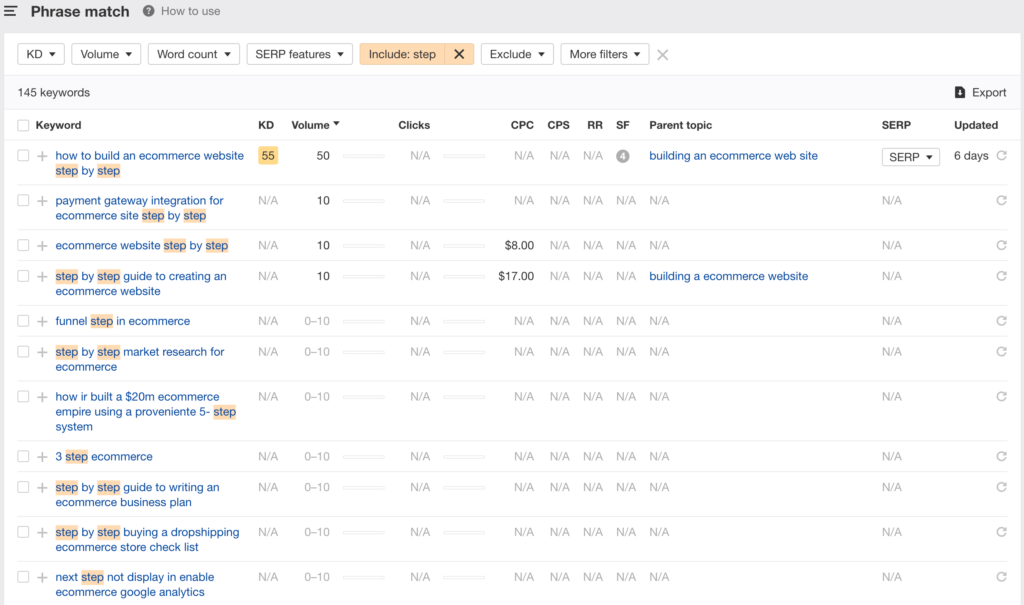 Phrase match ? How to use
KD Volume Word count SERP features Include: step Exclude More filters
145 keywords Export
Keyword KD Volume Clicks CPC CPS RR SF Parent topic SERP Updated
how to build an ecommerce website 55 50 N/A N/A N/A N/A 4 building an ecommerce web site SERP 6 days
step by step
payment gateway integration for N/A 10 N/A N/A N/A N/A N/A N/A N/A
ecommerce site step by step
ecommerce website step by step N/A 10 N/A $8.00 N/A N/A N/A N/A N/A
step by step guide to creating an N/A 10 N/A $17.00 N/A N/A N/A building a ecommerce website N/A
ecommerce website
funnel step in ecommerce N/A 0–10 N/A N/A N/A N/A N/A N/A N/A
step by step market research for N/A 0–10 N/A N/A N/A N/A N/A N/A N/A
ecommerce
how ir built a $20m ecommerce N/A 0–10 N/A N/A N/A N/A N/A N/A N/A
empire using a proveniente 5- step
system
3 step ecommerce N/A 0–10 N/A N/A N/A N/A N/A N/A N/A
step by step guide to writing an N/A 0–10 N/A N/A N/A N/A N/A N/A N/A
ecommerce business plan
step by step buying a dropshipping N/A 0–10 N/A N/A N/A N/A N/A N/A N/A
ecommerce store check list
next step not display in enable N/A 0–10 N/A N/A N/A N/A N/A N/A N/A
ecommerce google analytics